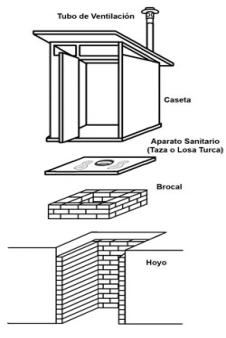 Tubo de Ventilación
Caseta
Aparato Sanitario
(Taza o Losa Turca)
Brocal
Hoyo